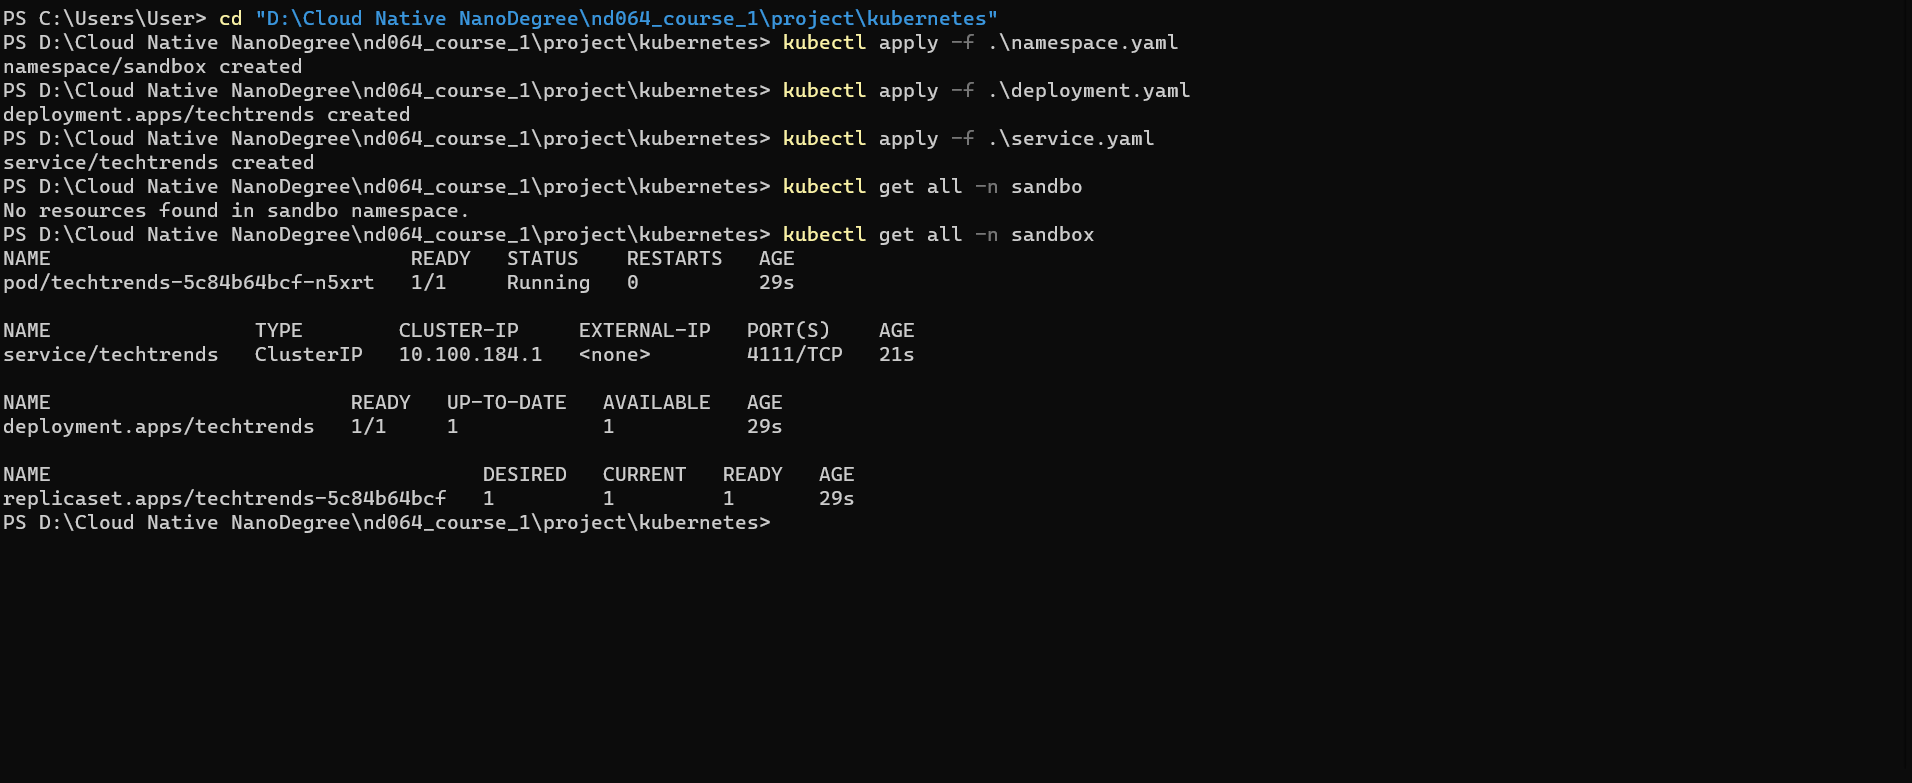 PS C:\Users\User> cd "D:\Cloud Native NanoDegree\nd064_course_1\project\kubernetes"
PS D:\Cloud Native NanoDegree\nd064_course_1\project\kubernetes> kubectl apply -f .\namespace.yaml
namespace/sandbox created
PS D:\Cloud Native NanoDegree\nd064_course_1\project\kubernetes> kubectl apply -f .\deployment.yaml
deployment.apps/techtrends created
PS D:\Cloud Native NanoDegree\nd064_course_1\project\kubernetes> kubectl apply -f .\service.yaml
service/techtrends created
PS D:\Cloud Native NanoDegree\nd064_course_1\project\kubernetes> kubectl get all -n sandbo
No resources found in sandbo namespace.
PS D:\Cloud Native NanoDegree\nd064_course_1\project\kubernetes> kubectl get all -n sandbox
NAME                              READY   STATUS    RESTARTS   AGE
pod/techtrends-5c84b64bcf-n5xrt   1/1     Running   0          29s
NAME                 TYPE        CLUSTER-IP     EXTERNAL-IP   PORT(S)    AGE
service/techtrends   ClusterIP   10.100.184.1   <none>        4111/TCP   21s
NAME                         READY   UP-TO-DATE   AVAILABLE   AGE
deployment.apps/techtrends   1/1     1            1           29s
NAME                                    DESIRED   CURRENT   READY   AGE
replicaset.apps/techtrends-5c84b64bcf   1         1         1       29s
PS D:\Cloud Native NanoDegree\nd064_course_1\project\kubernetes>